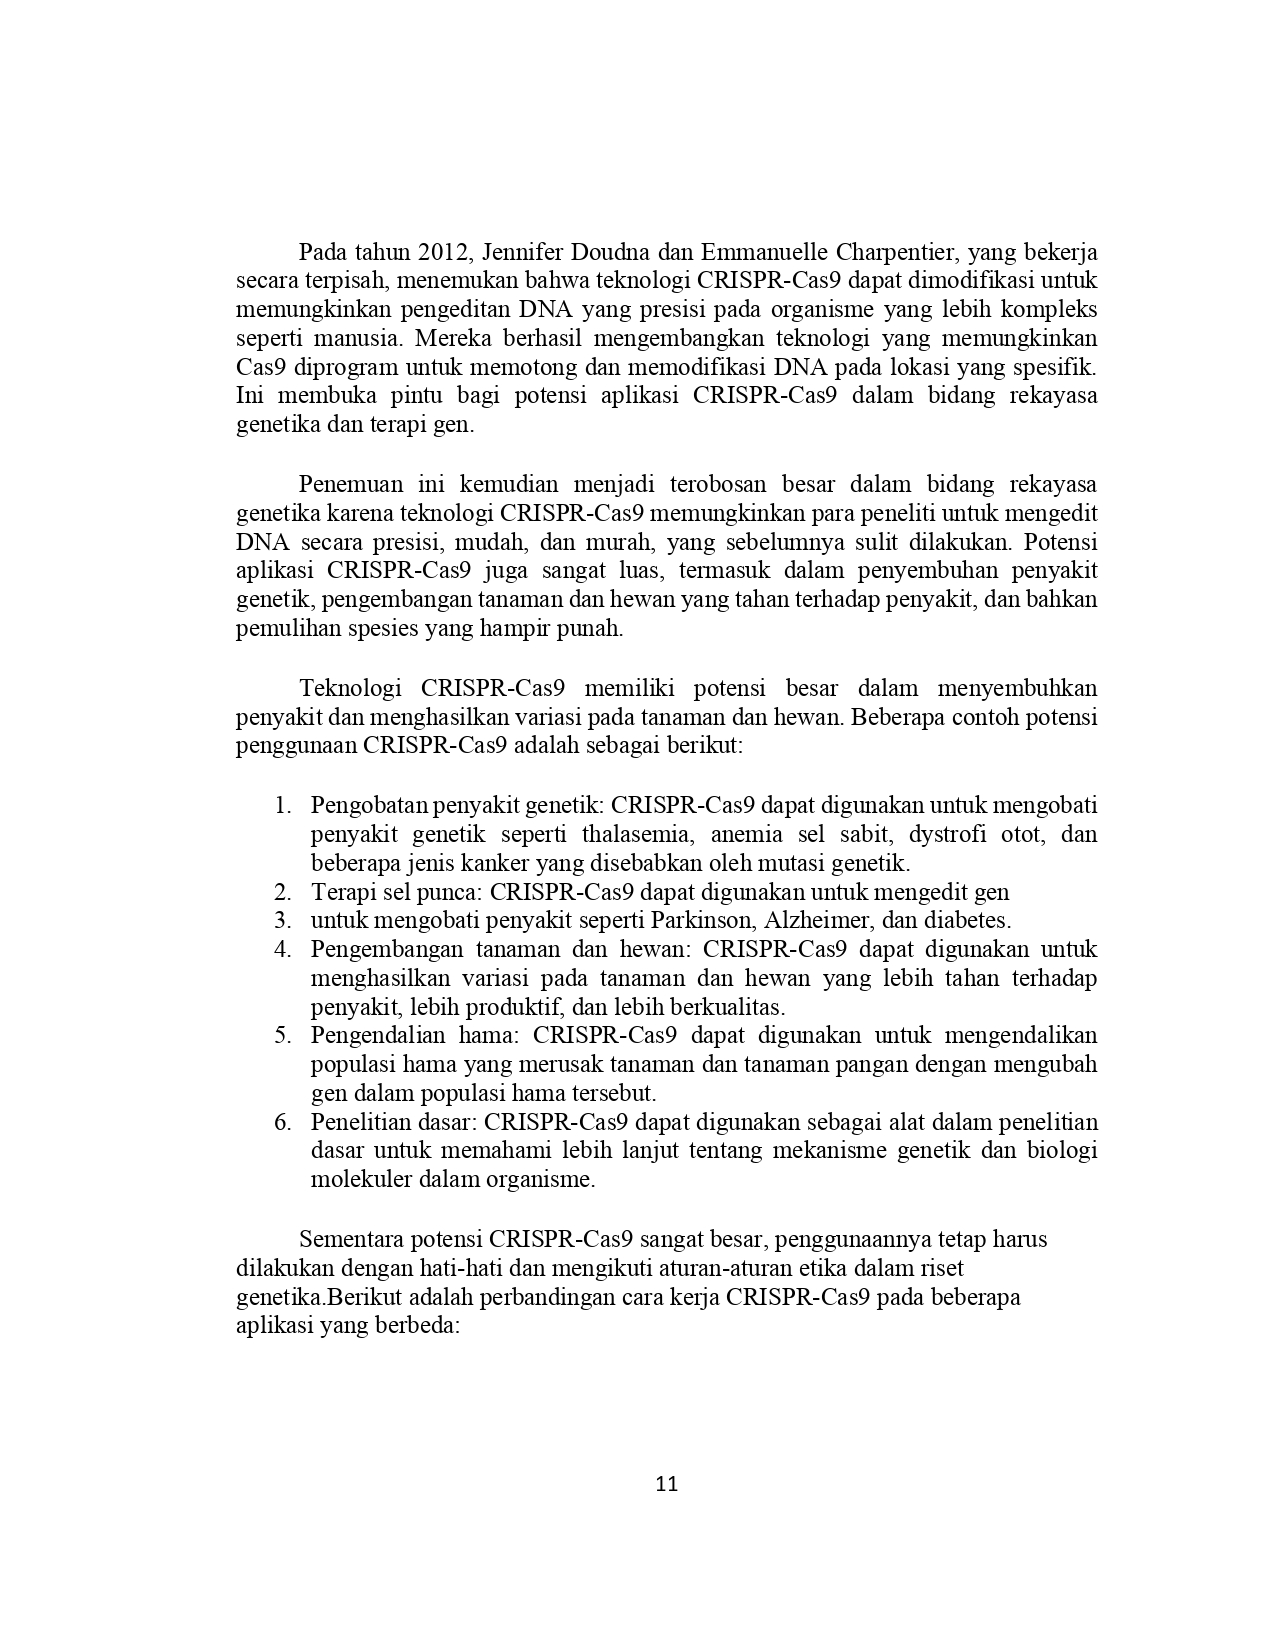 Pada tahun 2012, Jennifer Doudna dan Emmanuelle Charpentier, yang bekerja
secara terpisah, menemukan bahwa teknologi CRISPR-Cas9 dapat dimodifikasi untuk
memungkinkan pengeditan DNA yang presisi pada organisme yang lebih kompleks
seperti manusia. Mereka berhasil mengembangkan teknologi yang memungkinkan
Cas9 diprogram untuk memotong dan memodifikasi DNA pada lokasi yang spesifik.
Ini membuka pintu bagi potensi aplikasi CRISPR-Cas9 dalam bidang rekayasa
genetika dan terapi gen.
Penemuan ini kemudian menjadi terobosan besar dalam bidang rekayasa
genetika karena teknologi CRISPR-Cas9 memungkinkan para peneliti untuk mengedit
DNA secara presisi, mudah, dan murah, yang sebelumnya sulit dilakukan. Potensi
aplikasi CRISPR-Cas9 juga sangat luas, termasuk dalam penyembuhan penyakit
genetik, pengembangan tanaman dan hewan yang tahan terhadap penyakit, dan bahkan
pemulihan spesies yang hampir punah.
Teknologi CRISPR-Cas9 memiliki potensi besar dalam menyembuhkan
penyakit dan menghasilkan variasi pada tanaman dan hewan. Beberapa contoh potensi
penggunaan CRISPR-Cas9 adalah sebagai berikut:
1. Pengobatan penyakit genetik: CRISPR-Cas9 dapat digunakan untuk mengobati
penyakit genetik seperti thalasemia, anemia sel sabit, dystrofi otot, dan
beberapa jenis kanker yang disebabkan oleh mutasi genetik.
2. Terapi sel punca: CRISPR-Cas9 dapat digunakan untuk mengedit gen
3. untuk mengobati penyakit seperti Parkinson, Alzheimer, dan diabetes.
4. Pengembangan tanaman dan hewan: CRISPR-Cas9 dapat digunakan untuk
menghasilkan variasi pada tanaman dan hewan yang lebih tahan terhadap
penyakit, lebih produktif, dan lebih berkualitas.
5. Pengendalian hama: CRISPR-Cas9 dapat digunakan untuk mengendalikan
populasi hama yang merusak tanaman dan tanaman pangan dengan mengubah
gen dalam populasi hama tersebut.
6. Penelitian dasar: CRISPR-Cas9 dapat digunakan sebagai alat dalam penelitian
dasar untuk memahami lebih lanjut tentang mekanisme genetik dan biologi
molekuler dalam organisme.
Sementara potensi CRISPR-Cas9 sangat besar, penggunaannya tetap harus
dilakukan dengan hati-hati dan mengikuti aturan-aturan etika dalam riset
genetika.Berikut adalah perbandingan cara kerja CRISPR-Cas9 pada beberapa
aplikasi yang berbeda:
11